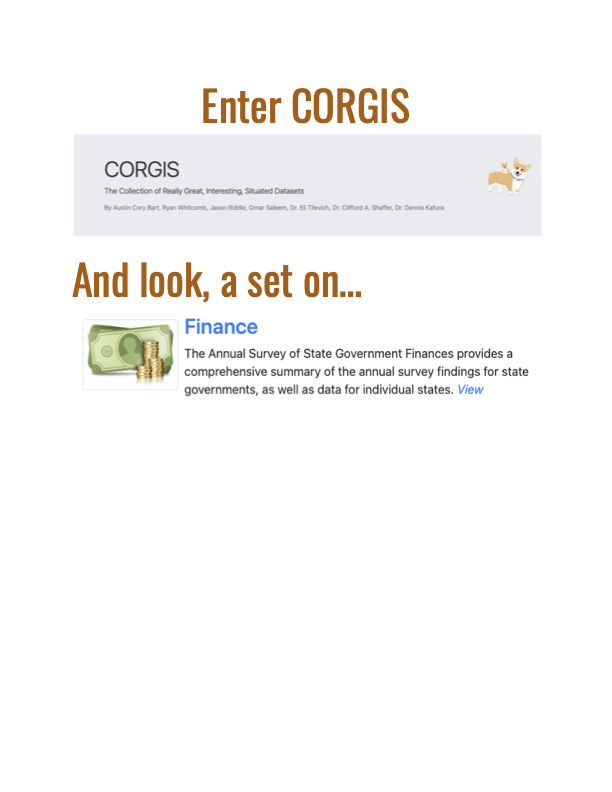 Enter CORGIS
CORGIS
The Collection of Really Great, Interesting, Situated Datasets
By Austin Cory Bart, Ryan Whitcomb, Jason Riddle, Omar Saleem, Dr. Eli Tilevich, Dr. Clifford A. Shaffer, Dr. Dennis Kafura
And look, a set on...
Finance
The Annual Survey of State Government Finances provides a
comprehensive summary of the annual survey findings for state
governments, as well as data for individual states. View